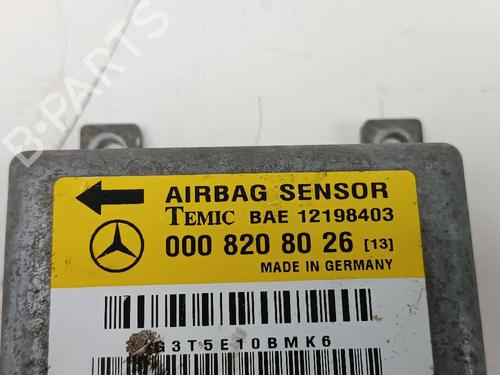 B-PARTS
AIRBAG SENSOR
TEMIC BAE 12198403
000 820 80 26 [13]
MADE IN GERMANY
G3T5E10BMK6